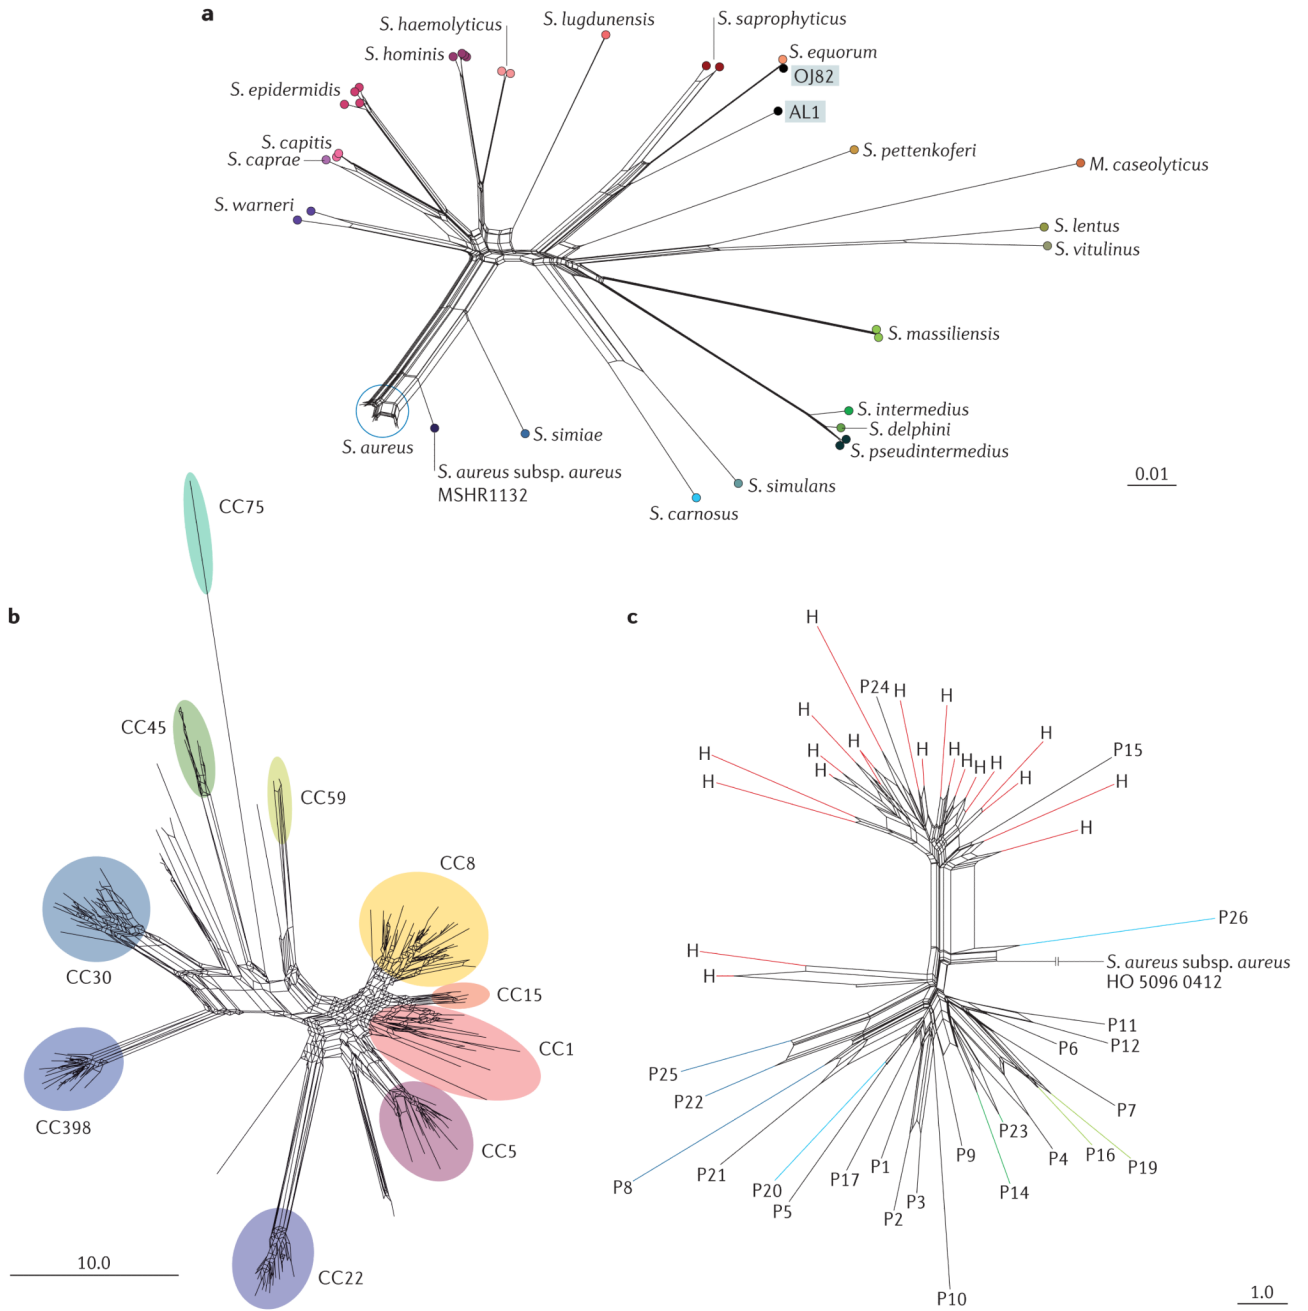 a
S. haemolyticus
S. lugdunensis
S. saprophyticus
S. hominis
S. equorum
OJ82
S. epidermidis
AL1
S. capitis
S. caprae
S. pettenkoferi
M. caseolyticus
S. warneri
S. lentus
S. vitulinus
S. massiliensis
S. intermedius
S. delphini
S. pseudintermedius
S. aureus
S. simiae
S. aureus subsp. aureus
MSHR1132
S. simulans
S. carnosus
0.01
b
CC75
CC45
CC59
CC8
CC30
CC15
CC1
CC398
CC5
CC22
10.0
c
H
P24
H
H
H
H
H
H
H
H
H
H
H
H
H
P15
H
H
H
H
H
P26
H
H
S. aureus subsp. aureus
HO 5096 0412
P11
P12
P6
P25
P22
P7
P23
P4
P16
P19
P9
P1
P17
P21
P20
P8
P5
P3
P2
P14
P10
1.0